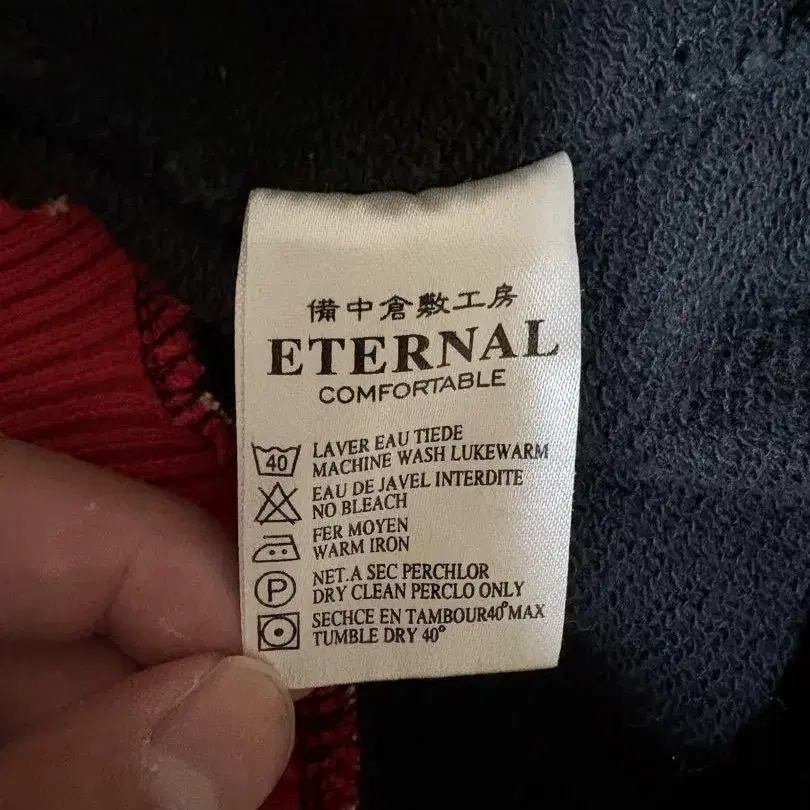 備中倉敷工房
ETERNAL
COMFORTABLE
40
LAVER EAU TIEDE
MACHINE WASH LUKEWARM
EAU DE JAVEL INTERDITE
NO BLEACH
FER MOYEN
WARM IRON
P
NET.A SEC PERCHLOR
DRY CLEAN PERCLO ONLY
SECHCE EN TAMBOUR40°MAX
TUMBLE DRY 40°